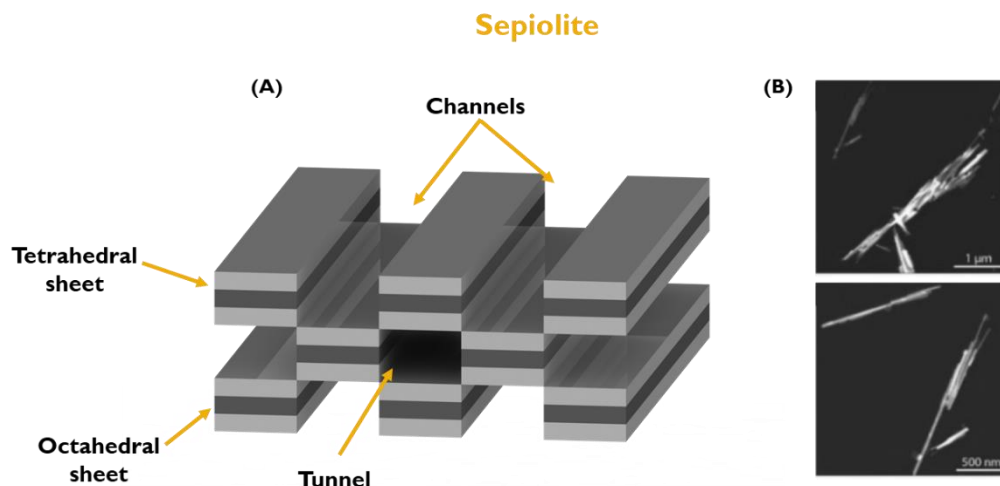 Sepiolite
(A)
(B)
Channels
Tetrahedral
sheet
Octahedral
sheet
Tunnel
1 µm
500 nm